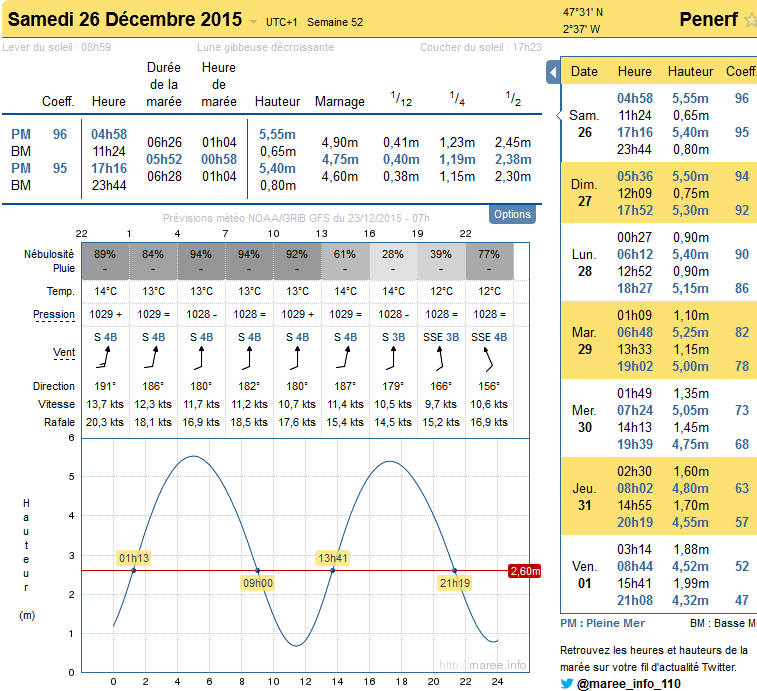 Samedi 26 Décembre 2015 UTC+1 Semaine 52
47°31' N
2°37' W
Penerf
Lever du soleil : 08h59 Lune gibbeuse décroissante Coucher du soleil : 17h23
Coeff. Heure Durée de la marée Heure de marée Hauteur Marnage 1/12 1/4 1/2
PM 96 04h58 5,55m
06h26 01h04 4,90m 0,41m 1,23m 2,45m
BM 11h24 0,65m
05h52 00h58 4,75m 0,40m 1,19m 2,38m
PM 95 17h16 5,40m
06h28 01h04 4,60m 0,38m 1,15m 2,30m
BM 23h44 0,80m
Prévisions météo NOAA/GRIB GFS du 23/12/2015 - 07h
Options
22 1 4 7 10 13 16 19 22
Nébulosité 89% 84% 94% 94% 92% 61% 28% 39% 77%
Pluie - - - - - - - - -
Temp. 14°C 13°C 13°C 13°C 13°C 14°C 14°C 12°C 12°C
Pression 1029 + 1029 = 1028 - 1028 = 1029 + 1029 = 1028 - 1028 = 1028 =
S 4B S 4B S 4B S 4B S 4B S 4B S 3B SSE 3B SSE 4B
Vent
Direction 191° 186° 180° 182° 180° 187° 179° 166° 156°
Vitesse 13,7 kts 12,3 kts 11,7 kts 11,2 kts 10,7 kts 11,4 kts 10,5 kts 9,7 kts 10,6 kts
Rafale 20,3 kts 18,1 kts 16,9 kts 18,5 kts 17,6 kts 15,4 kts 14,5 kts 15,2 kts 16,9 kts
6
5
4
3
2
1
0
Hauteur
(m)
01h13
09h00
13h41
21h19
2,60m
http://maree.info
0 2 4 6 8 10 12 14 16 18 20 22 24
Date Heure Hauteur Coeff.
04h58 5,55m 96
Sam. 11h24 0,65m
26 17h16 5,40m 95
23h44 0,80m
05h36 5,50m 94
Dim. 12h09 0,75m
27 17h52 5,30m 92
00h27 0,90m
Lun. 06h12 5,40m 90
28 12h52 0,90m
18h27 5,15m 86
01h09 1,10m
Mar. 06h48 5,25m 82
29 13h33 1,15m
19h02 5,00m 78
01h49 1,35m
Mer. 07h24 5,05m 73
30 14h13 1,45m
19h39 4,75m 68
02h30 1,60m
Jeu. 08h02 4,80m 63
31 14h55 1,70m
20h19 4,55m 57
03h14 1,88m
Ven. 08h44 4,52m 52
01 15h41 1,99m
21h08 4,32m 47
PM : Pleine Mer BM : Basse M
Retrouvez les heures et hauteurs de la
marée sur votre fil d'actualité Twitter.
@maree_info_110